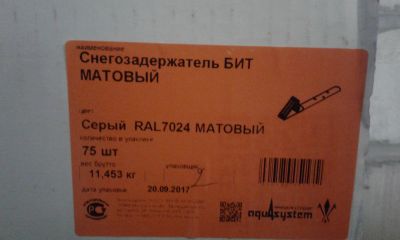 наименование
Снегозадержатель БИТ
МАТОВЫЙ
цвет
Серый RAL7024 МАТОВЫЙ
количество в упаковке
75 шт
вес брутто
упаковщик
11,453 кг
дата упаковки 20.09.2017
aquasystem